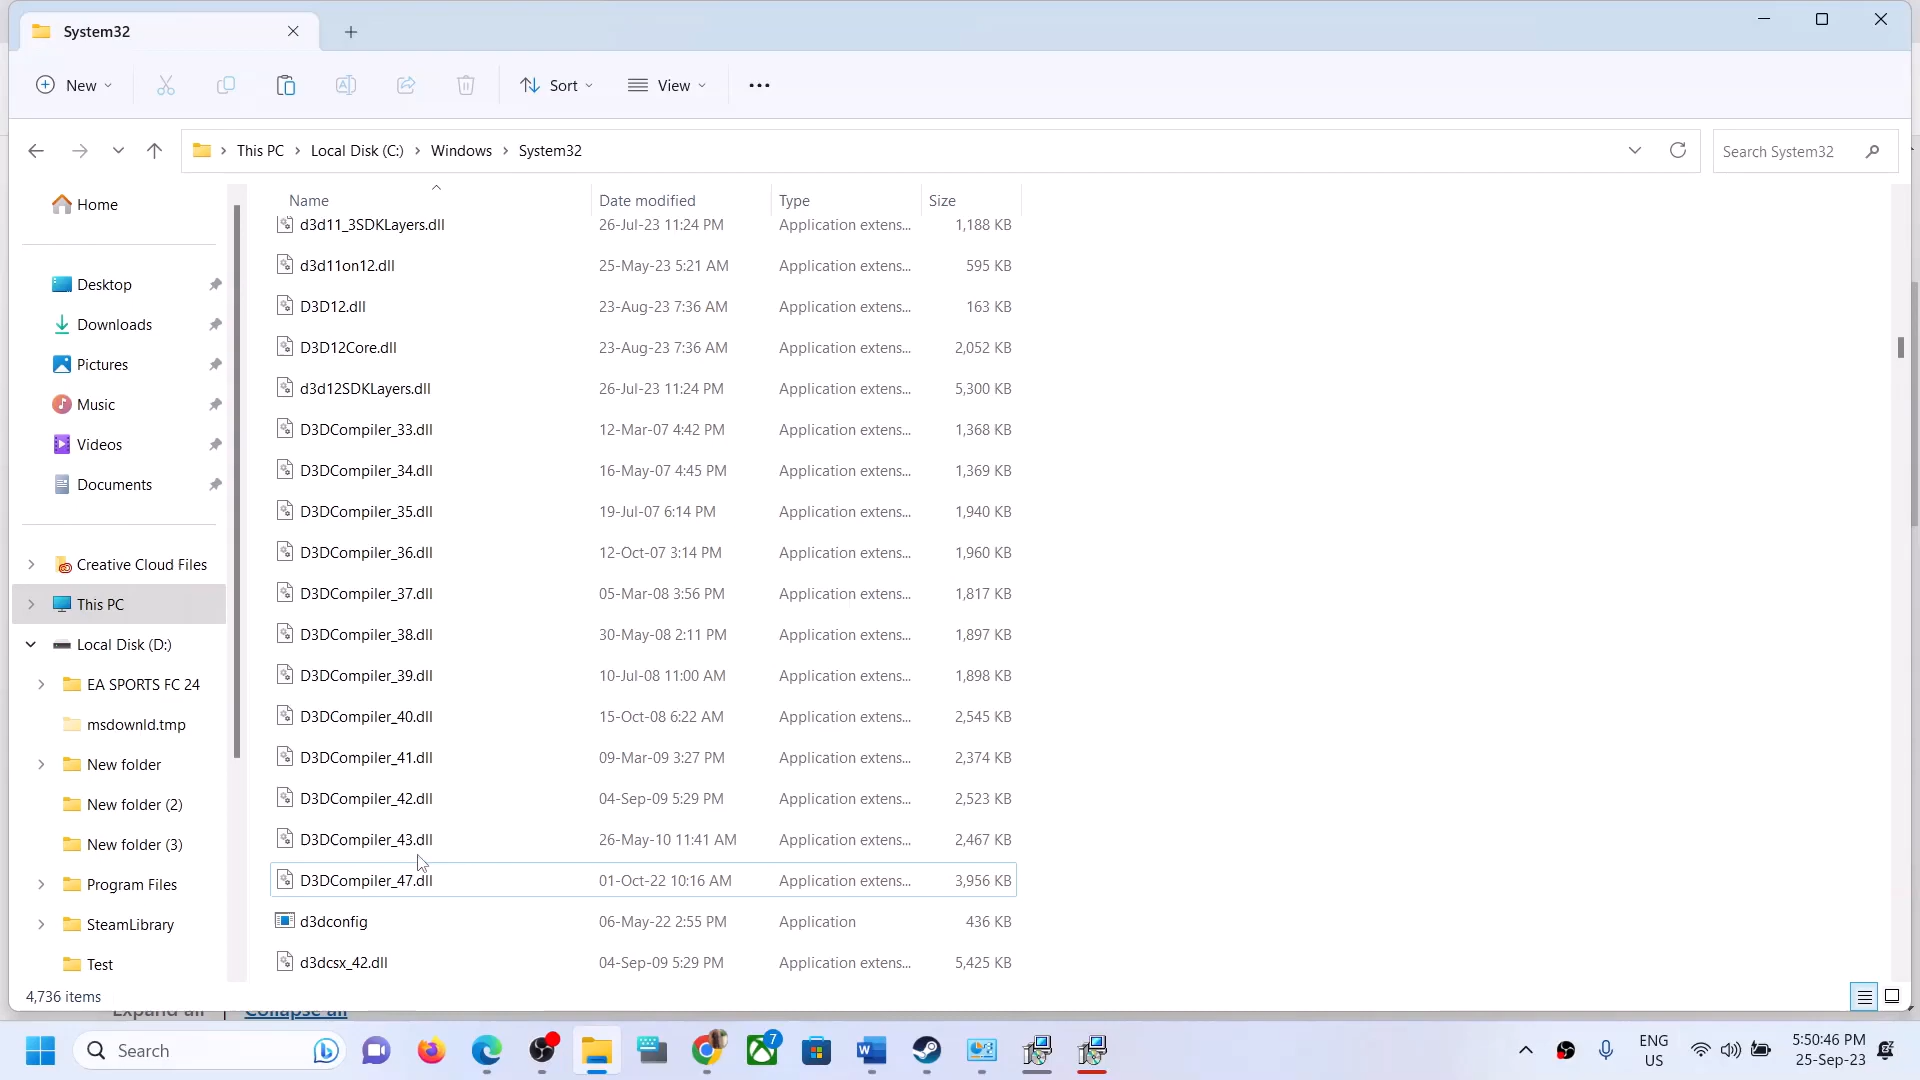 System32
New
Sort
View
This PC
Local Disk (C:)
Windows
System32
Search System32
Home
Desktop
Downloads
Pictures
Music
Videos
Documents
Creative Cloud Files
This PC
Local Disk (D:)
EA SPORTS FC 24
msdownld.tmp
New folder
New folder (2)
New folder (3)
Program Files
SteamLibrary
Test
Name Date modified Type Size
d3d11_3SDKLayers.dll 26-Jul-23 11:24 PM Application extens... 1,188 KB
d3d11on12.dll 25-May-23 5:21 AM Application extens... 595 KB
D3D12.dll 23-Aug-23 7:36 AM Application extens... 163 KB
D3D12Core.dll 23-Aug-23 7:36 AM Application extens... 2,052 KB
d3d12SDKLayers.dll 26-Jul-23 11:24 PM Application extens... 5,300 KB
D3DCompiler_33.dll 12-Mar-07 4:42 PM Application extens... 1,368 KB
D3DCompiler_34.dll 16-May-07 4:45 PM Application extens... 1,369 KB
D3DCompiler_35.dll 19-Jul-07 6:14 PM Application extens... 1,940 KB
D3DCompiler_36.dll 12-Oct-07 3:14 PM Application extens... 1,960 KB
D3DCompiler_37.dll 05-Mar-08 3:56 PM Application extens... 1,817 KB
D3DCompiler_38.dll 30-May-08 2:11 PM Application extens... 1,897 KB
D3DCompiler_39.dll 10-Jul-08 11:00 AM Application extens... 1,898 KB
D3DCompiler_40.dll 15-Oct-08 6:22 AM Application extens... 2,545 KB
D3DCompiler_41.dll 09-Mar-09 3:27 PM Application extens... 2,374 KB
D3DCompiler_42.dll 04-Sep-09 5:29 PM Application extens... 2,523 KB
D3DCompiler_43.dll 26-May-10 11:41 AM Application extens... 2,467 KB
D3DCompiler_47.dll 01-Oct-22 10:16 AM Application extens... 3,956 KB
d3dconfig 06-May-22 2:55 PM Application 436 KB
d3dcsx_42.dll 04-Sep-09 5:29 PM Application extens... 5,425 KB
4,736 items
Expand all | Collapse all
Search
7
ENG
US
5:50:46 PM
25-Sep-23